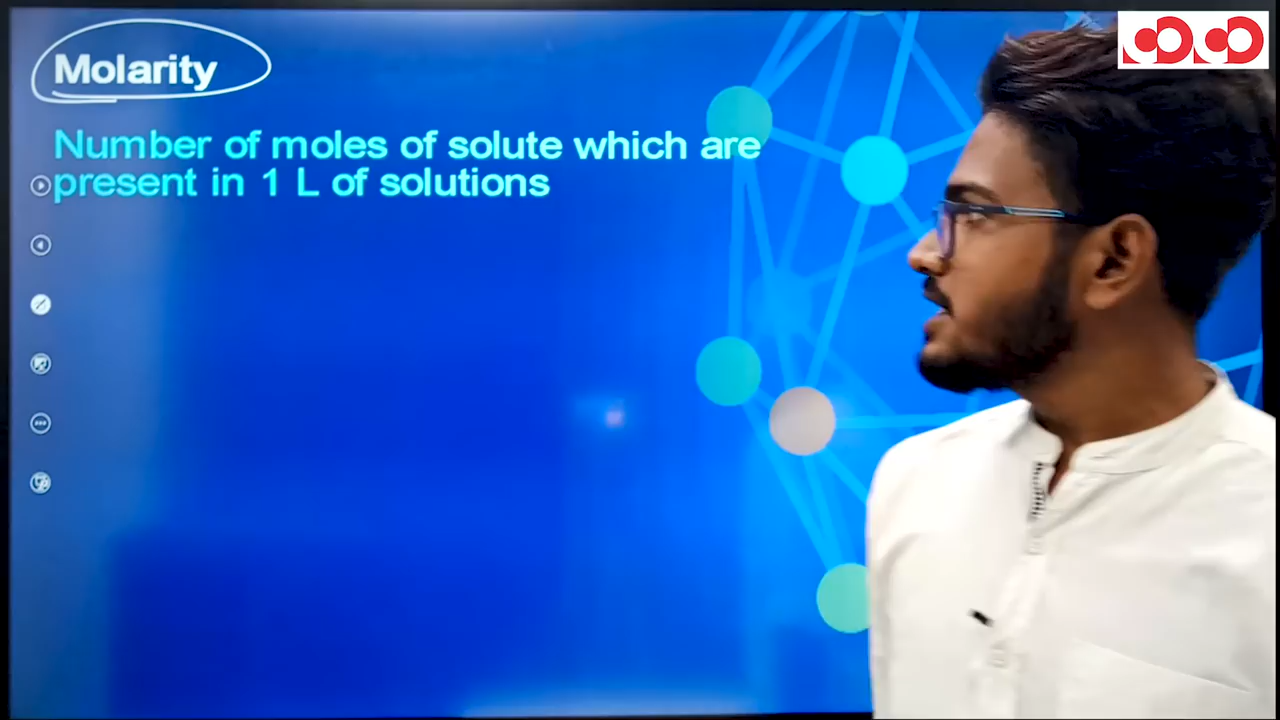 Molarity
Number of moles of solute which are
present in 1 L of solutions